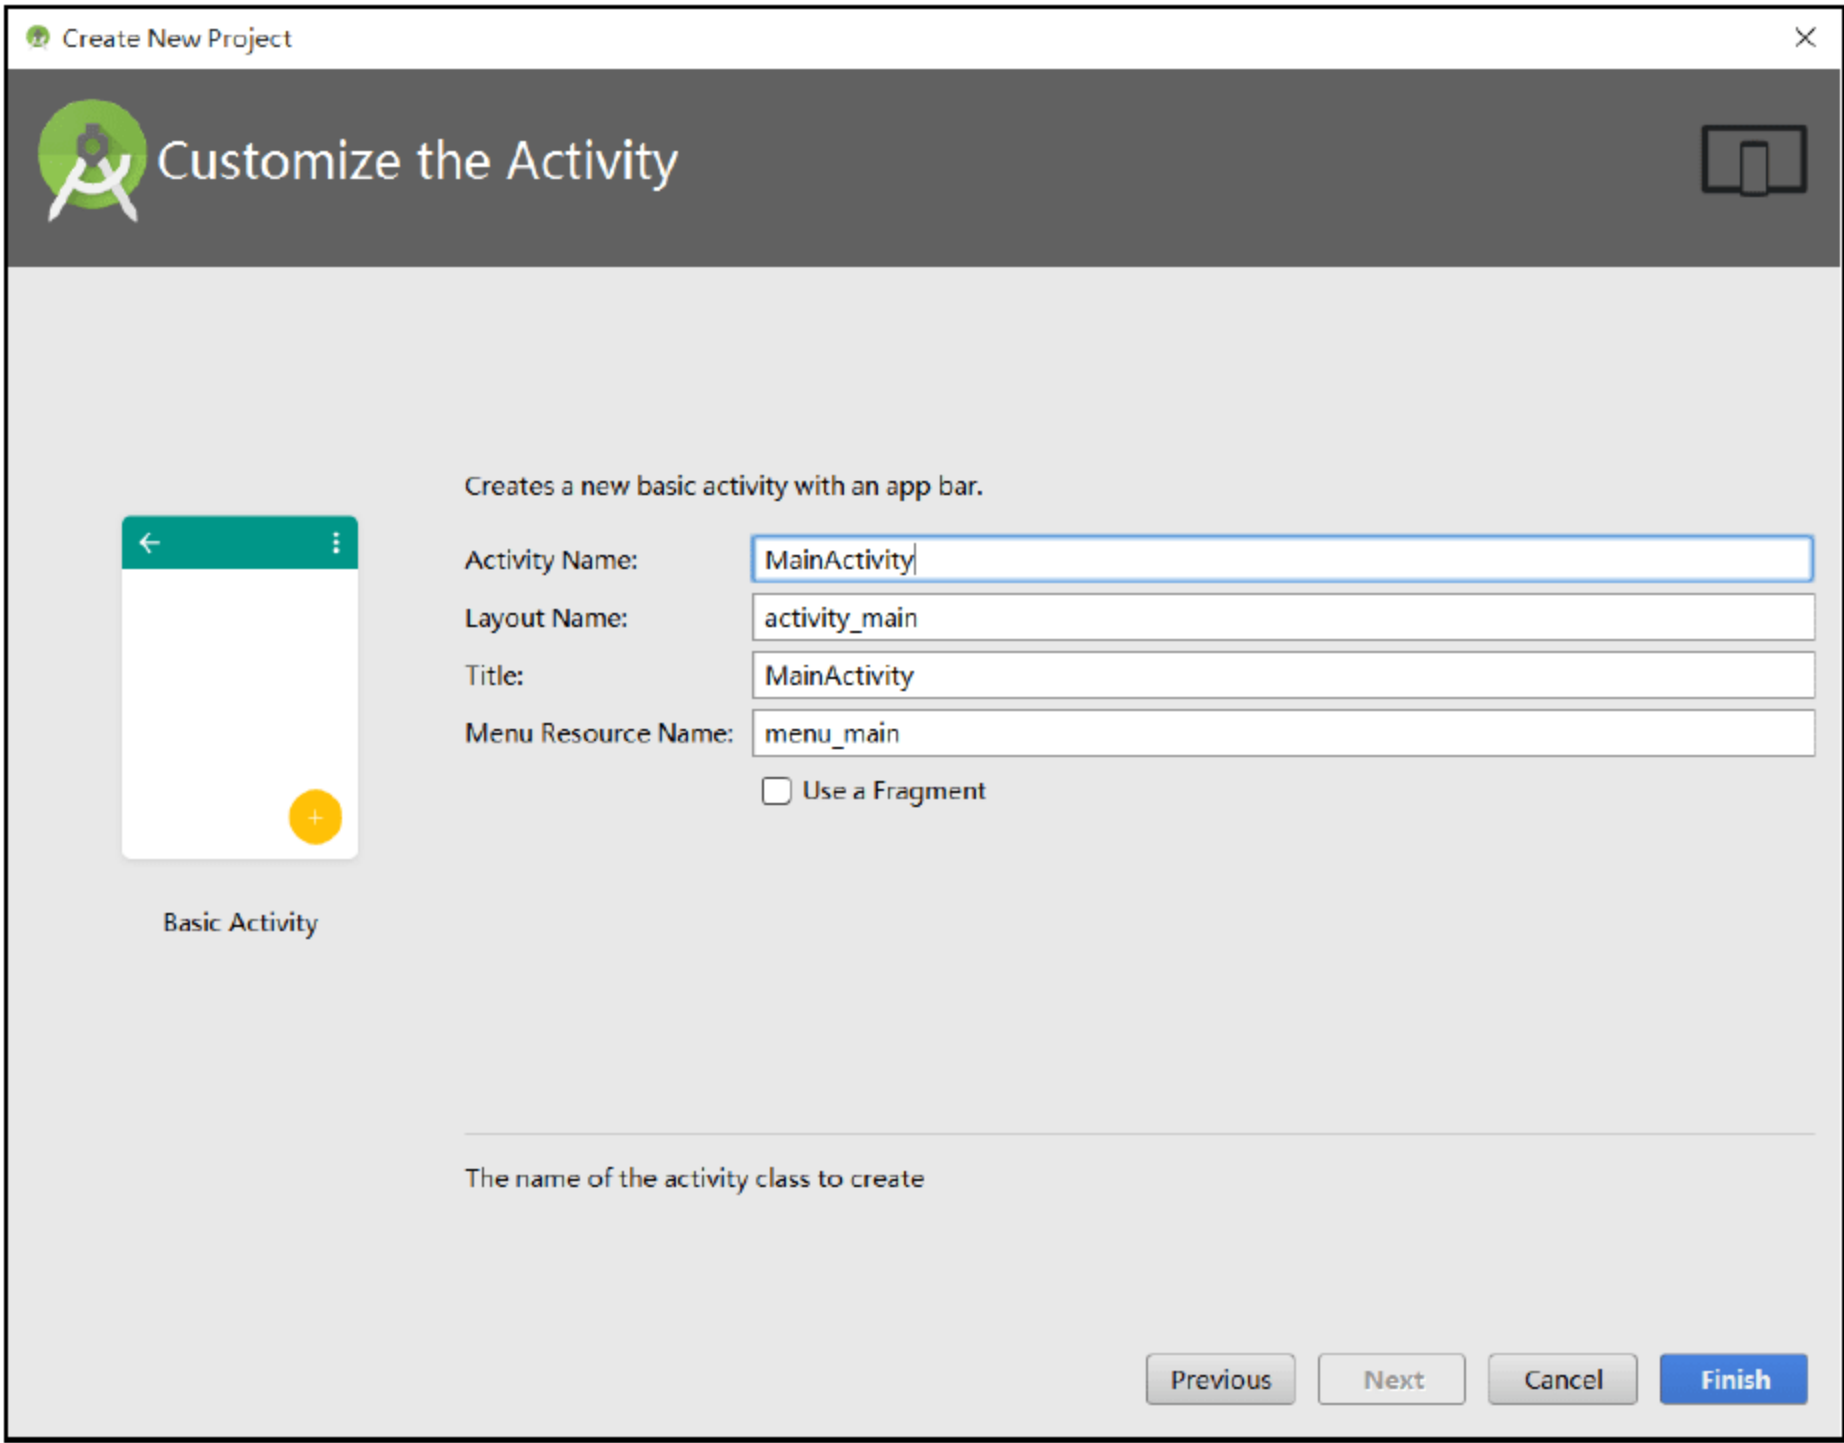 Create New Project
Customize the Activity
Creates a new basic activity with an app bar.
Activity Name: MainActivity
Layout Name: activity_main
Title: MainActivity
Menu Resource Name: menu_main
Use a Fragment
Basic Activity
The name of the activity class to create
Previous Next Cancel Finish